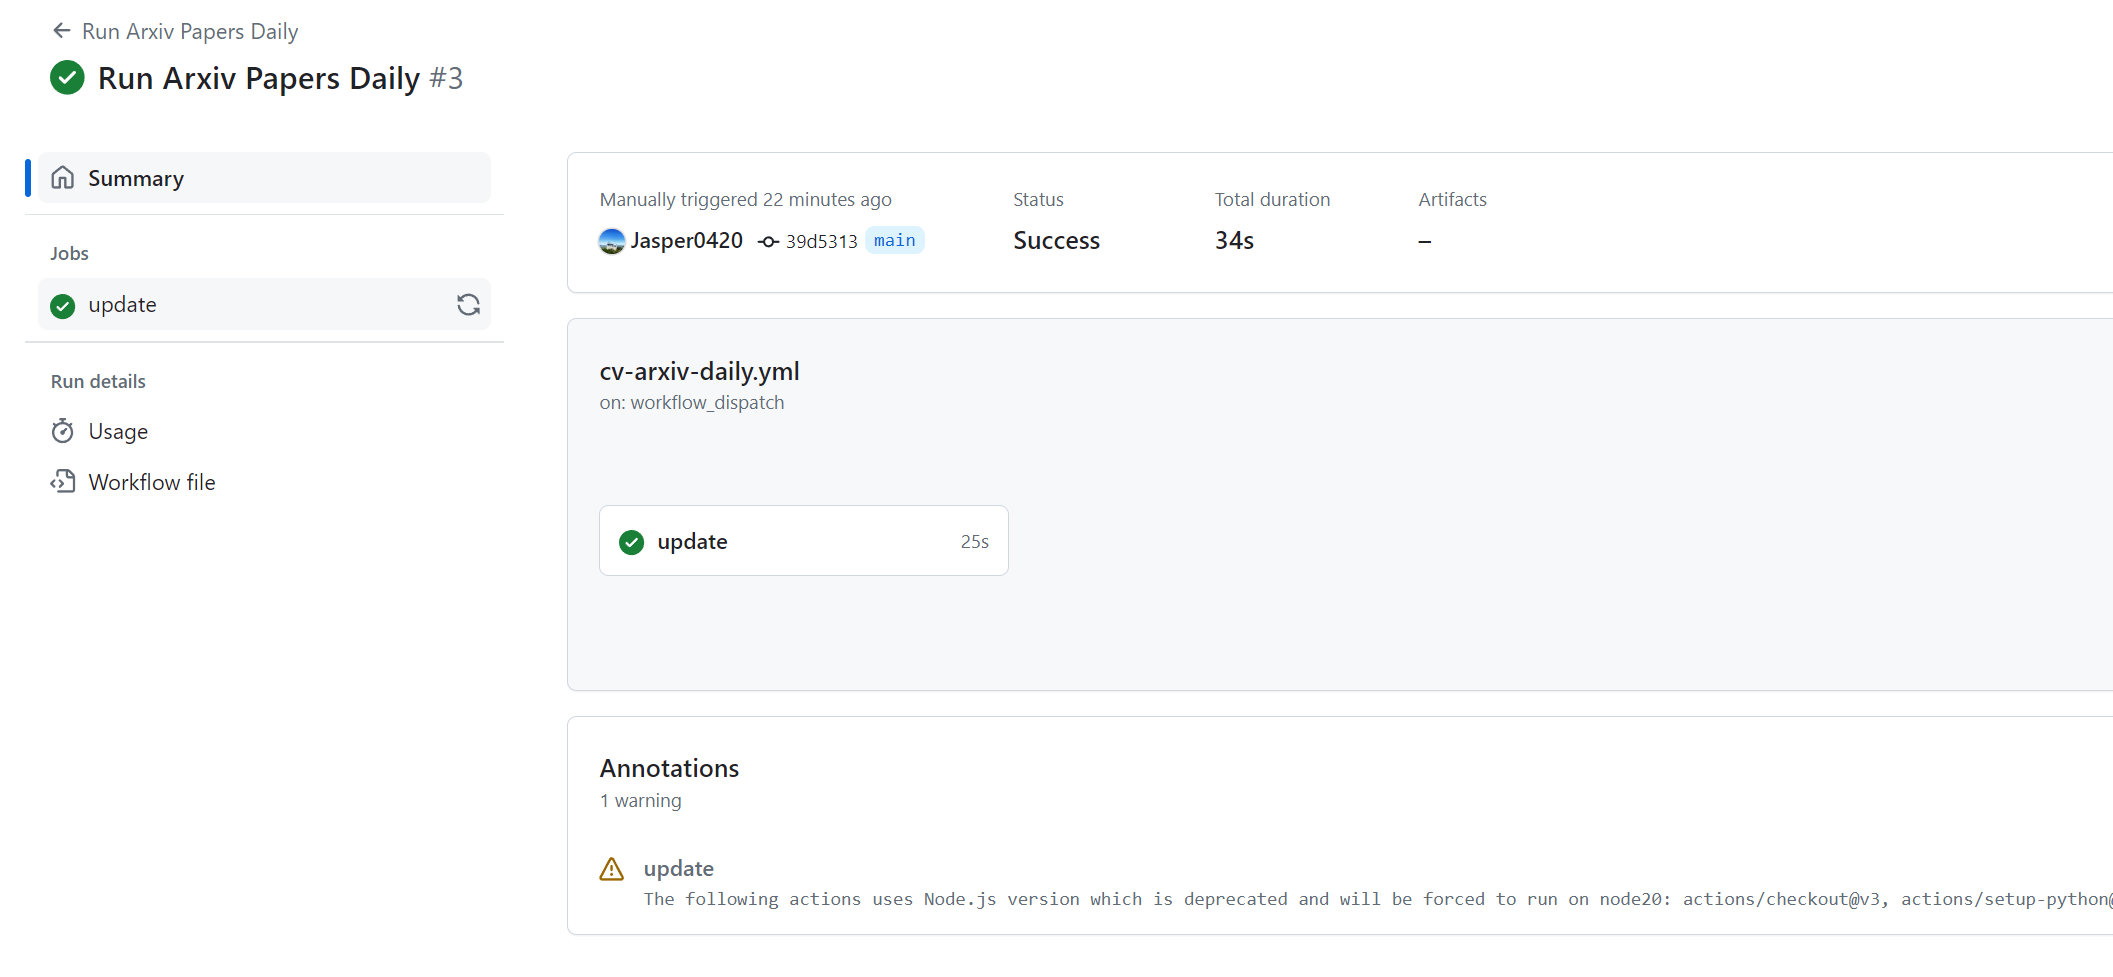 Run Arxiv Papers Daily
Run Arxiv Papers Daily #3
Summary
Jobs
update
Run details
Usage
Workflow file
Manually triggered 22 minutes ago
Jasper0420 39d5313 main
Status
Success
Total duration
34s
Artifacts
–
cv-arxiv-daily.yml
on: workflow_dispatch
update 25s
Annotations
1 warning
update
The following actions uses Node.js version which is deprecated and will be forced to run on node20: actions/checkout@v3, actions/setup-python@